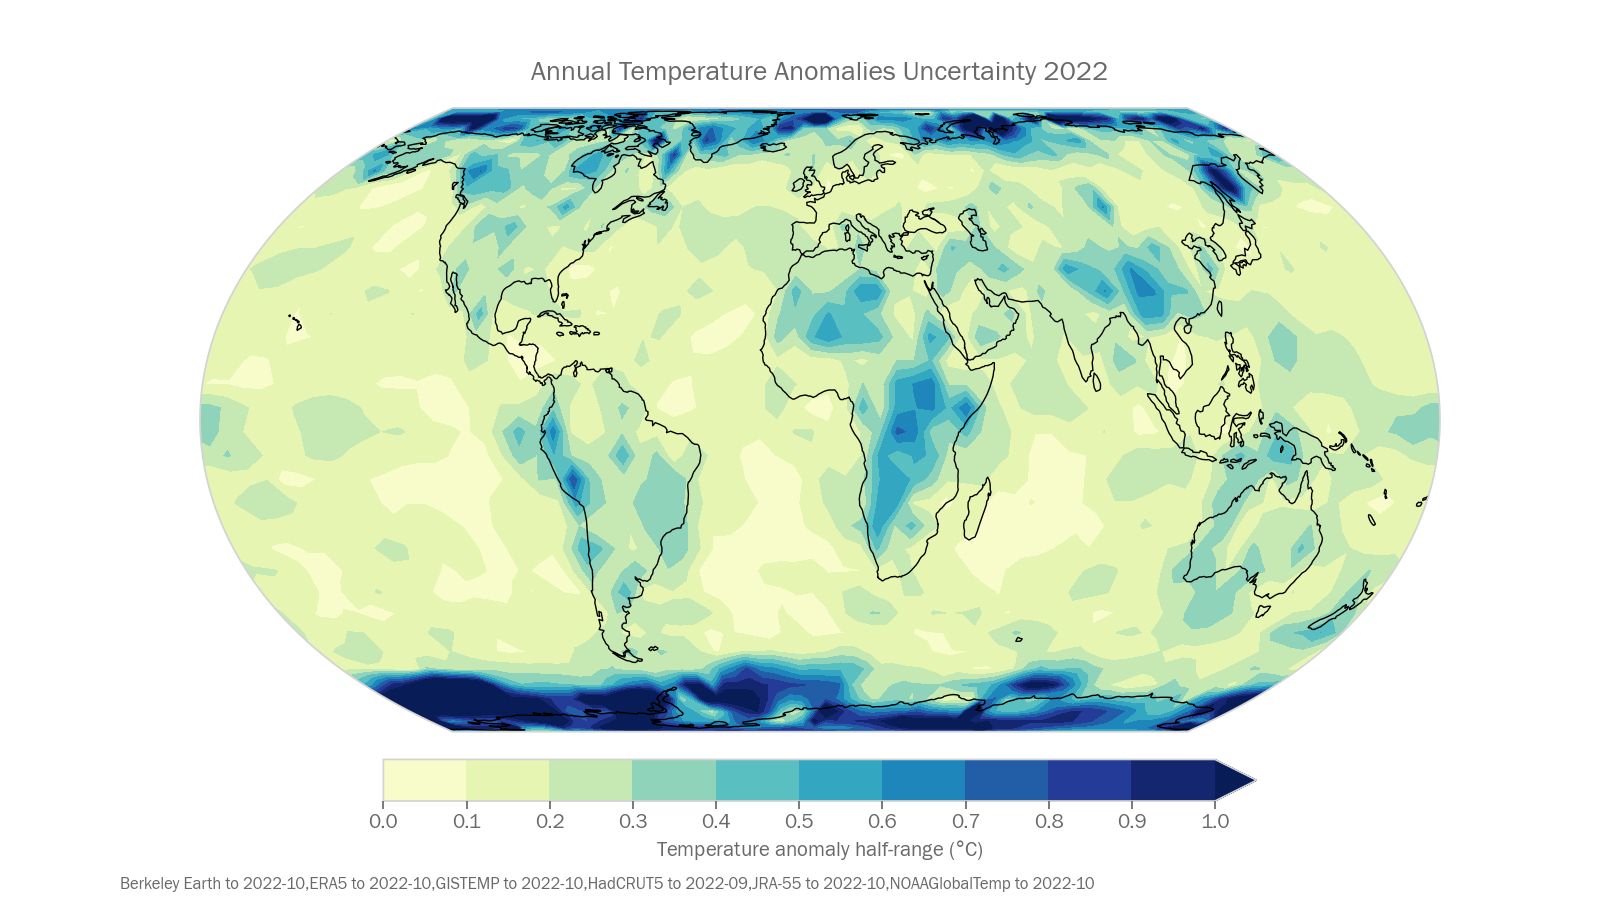 Annual Temperature Anomalies Uncertainty 2022
0.0 0.1 0.2 0.3 0.4 0.5 0.6 0.7 0.8 0.9 1.0
Temperature anomaly half-range (°C)
Berkeley Earth to 2022-10,ERA5 to 2022-10,GISTEMP to 2022-10,HadCRUT5 to 2022-09,JRA-55 to 2022-10,NOAAGlobalTemp to 2022-10